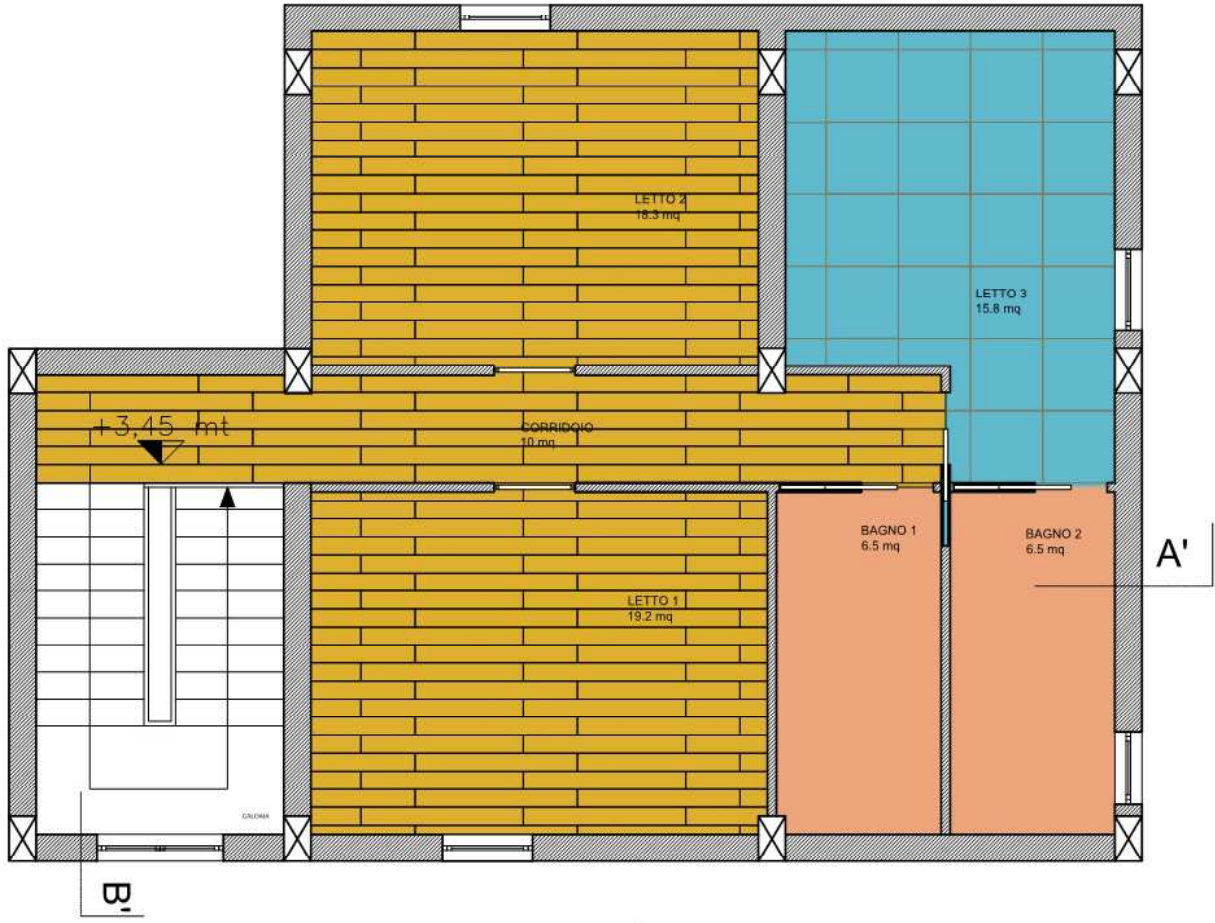 LETTO 2
18.3 mq
LETTO 3
15.8 mq
+3,45 mt
CORRIDOIO
10 mq
BAGNO 1
6.5 mq
BAGNO 2
6.5 mq
A'
LETTO 1
19.2 mq
CALDAIA
B'